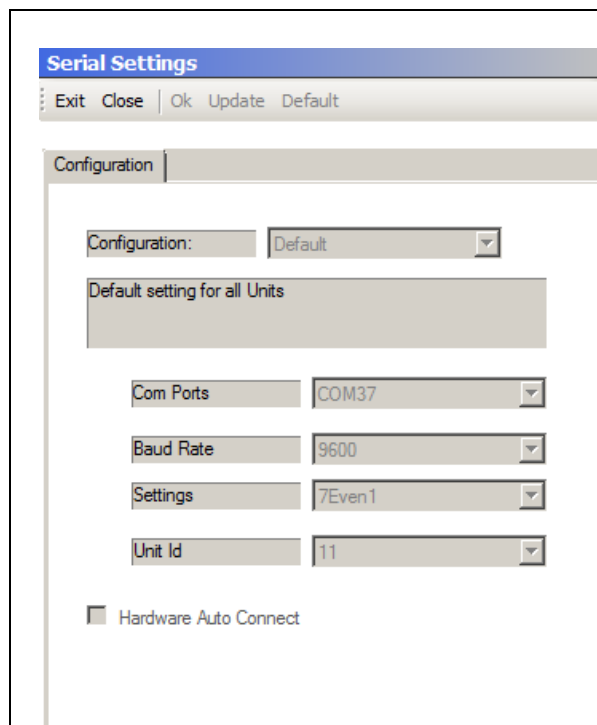 Serial Settings
Exit Close Ok Update Default
Configuration
Configuration: Default
Default setting for all Units
Com Ports COM37
Baud Rate 9600
Settings 7Even1
Unit Id 11
Hardware Auto Connect